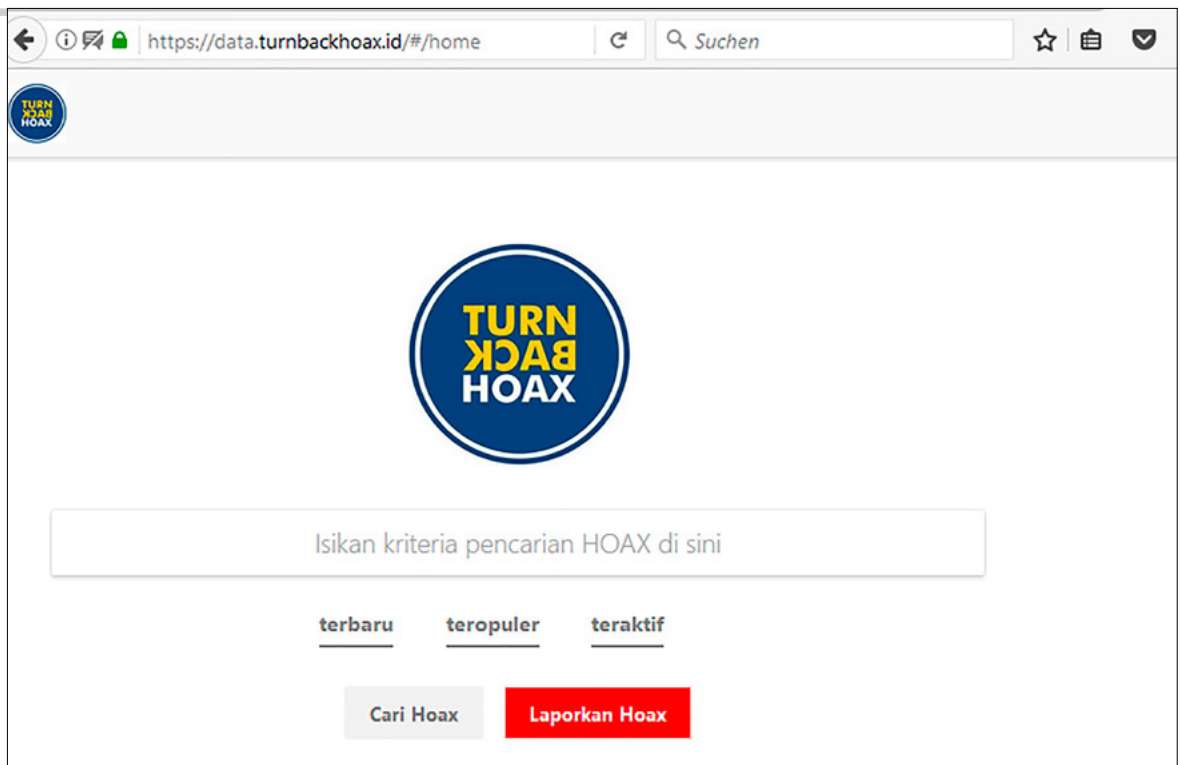 https://data.turnbackhoax.id/#/home
Suchen
TURN
BACK
HOAX
TURN
BACK
HOAX
Isikan kriteria pencarian HOAX di sini
terbaru teropuler teraktif
Cari Hoax Laporkan Hoax